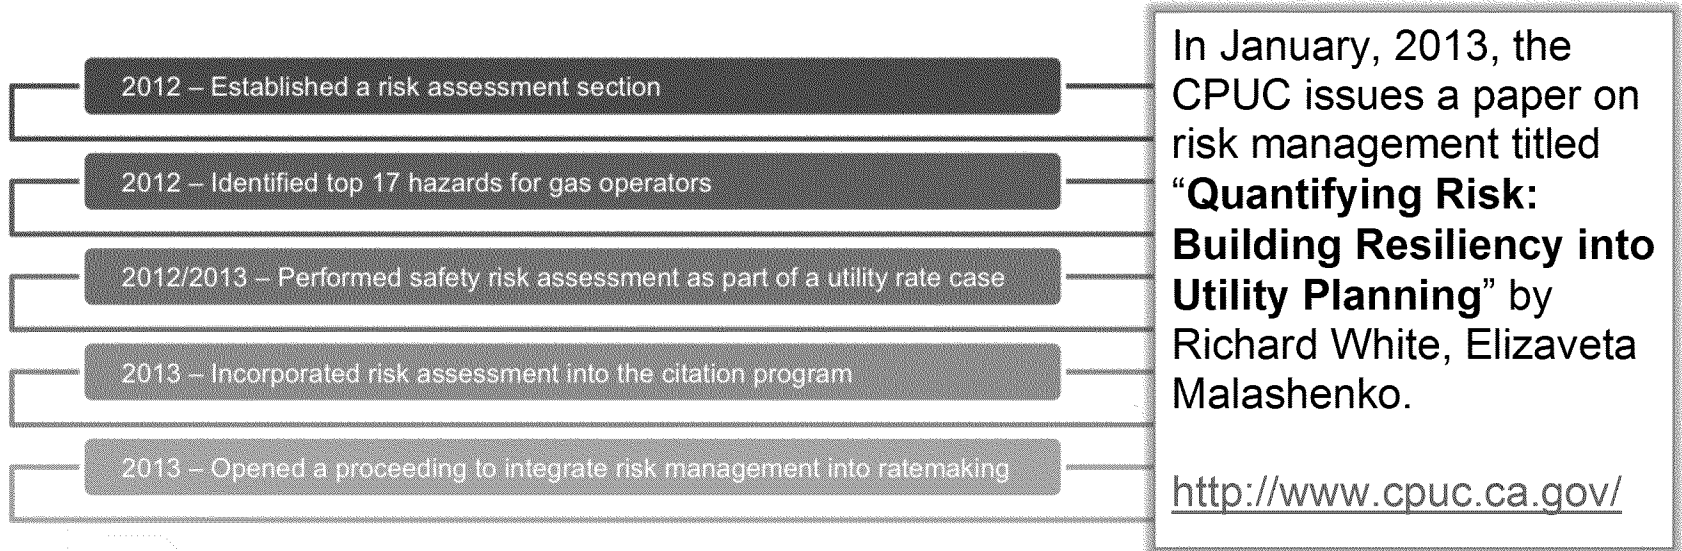 2012 – Established a risk assessment section
2012 – Identified top 17 hazards for gas operators
2012/2013 – Performed safety risk assessment as part of a utility rate case
2013 – Incorporated risk assessment into the citation program
2013 – Opened a proceeding to integrate risk management into ratemaking
In January, 2013, the
CPUC issues a paper on
risk management titled
“Quantifying Risk:
Building Resiliency into
Utility Planning” by
Richard White, Elizaveta
Malashenko.
http://www.cpuc.ca.gov/